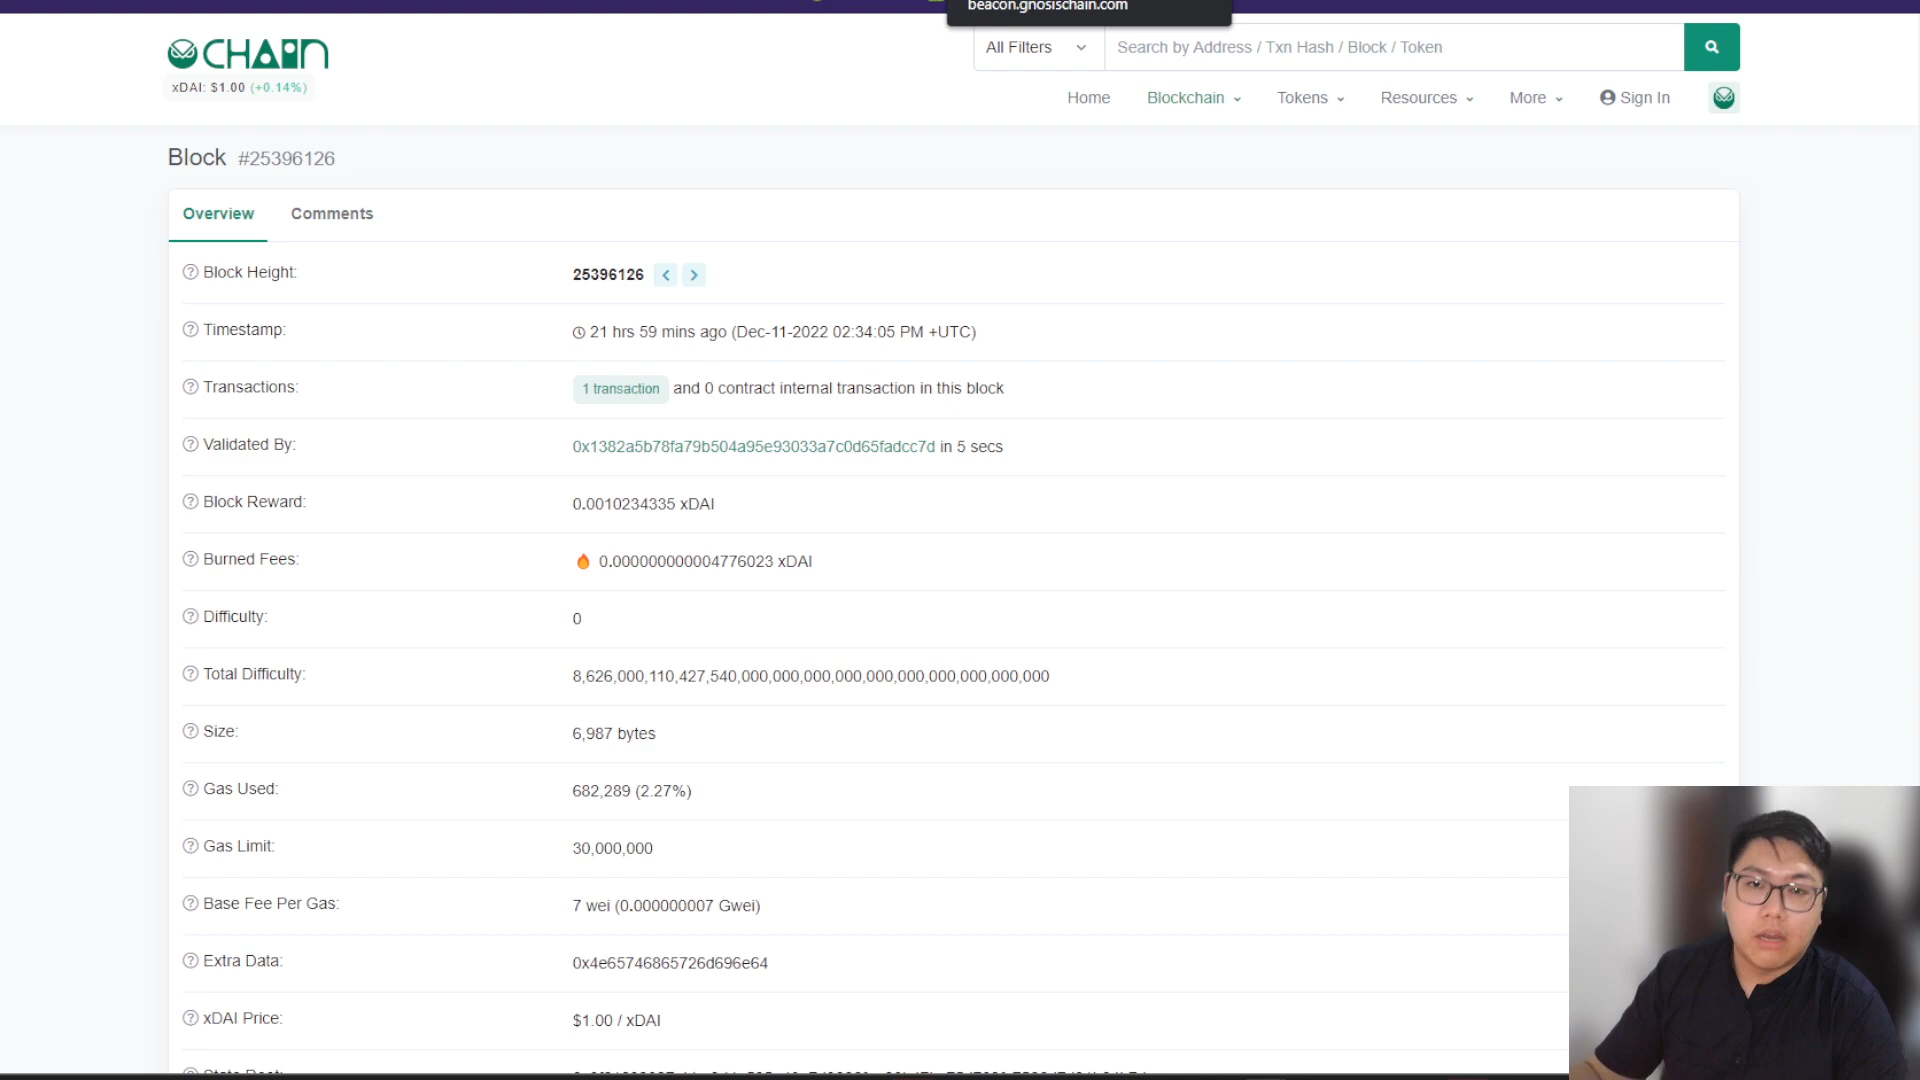 beacon.gnosischain.com
CHAIN
All Filters
Search by Address / Txn Hash / Block / Token
xDAI: $1.00 (+0.14%)
Home
Blockchain
Tokens
Resources
More
Sign In
Block #25396126
Overview
Comments
Block Height:
25396126
Timestamp:
21 hrs 59 mins ago (Dec-11-2022 02:34:05 PM +UTC)
Transactions:
1 transaction and 0 contract internal transaction in this block
Validated By:
0x1382a5b78fa79b504a95e93033a7c0d65fadcc7d in 5 secs
Block Reward:
0.0010234335 xDAI
Burned Fees:
0.000000000004776023 xDAI
Difficulty:
0
Total Difficulty:
8,626,000,110,427,540,000,000,000,000,000,000,000,000,000,000
Size:
6,987 bytes
Gas Used:
682,289 (2.27%)
Gas Limit:
30,000,000
Base Fee Per Gas:
7 wei (0.000000007 Gwei)
Extra Data:
0x4e65746865726d696e64
xDAI Price:
$1.00 / xDAI